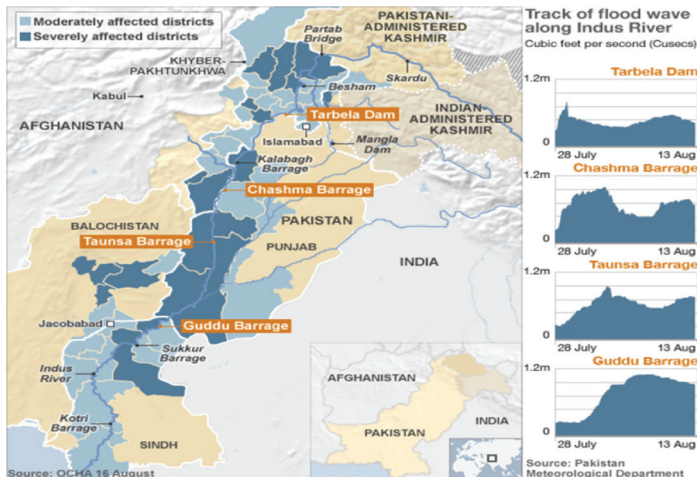 Moderately affected districts
Severely affected districts
PAKISTANI-
ADMINISTERED
KASHMIR
Partab
Bridge
KHYBER-
PAKHTUNKHWA
Skardu
Kabul
Besham
Tarbela Dam
INDIAN-
ADMINISTERED
KASHMIR
AFGHANISTAN
Islamabad
Mangla
Dam
Kalabagh
Barrage
Chashma Barrage
BALOCHISTAN
PAKISTAN
Taunsa Barrage
PUNJAB
INDIA
Jacobabad
Guddu Barrage
Sukkur
Barrage
Indus
River
Kotri
Barrage
SINDH
AFGHANISTAN
PAKISTAN
INDIA
Source: OCHA 16 August
Track of flood wave
along Indus River
Cubic feet per second (Cusecs)
Tarbela Dam
1.2m
0
28 July 13 Aug
Chashma Barrage
1.2m
0
28 July 13 Aug
Taunsa Barrage
1.2m
0
28 July 13 Aug
Guddu Barrage
1.2m
0
28 July 13 Aug
Source: Pakistan
Meteorological Department